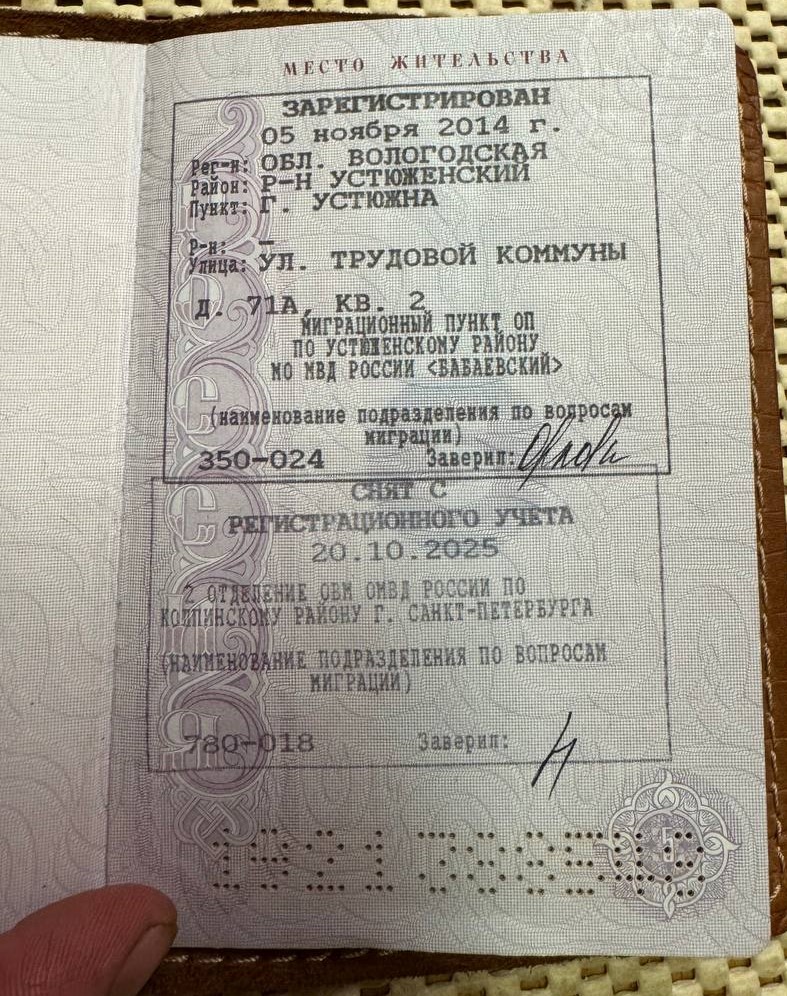 МЕСТО ЖИТЕЛЬСТВА
ЗАРЕГИСТРИРОВАН
05 ноября 2014 г.
Рег-н: ОБЛ. ВОЛОГОДСКАЯ
Район: Р-Н УСТЮЖЕНСКИЙ
Пункт: Г. УСТЮЖНА
Р-н: –
Улица: УЛ. ТРУДОВОЙ КОММУНЫ
Д. 71А, КВ. 2
МИГРАЦИОННЫЙ ПУНКТ ОП
ПО УСТЮЖЕНСКОМУ РАЙОНУ
МО МВД РОССИИ <БАБАЕВСКИЙ>
(наименование подразделения по вопросам
миграции)
350-024 Заверил:
СНЯТ С
РЕГИСТРАЦИОННОГО УЧЕТА
20.10.2025
2 ОТДЕЛЕНИЕ ОВМ ОМВД РОССИИ ПО
КОЛПИНСКОМУ РАЙОНУ Г. САНКТ-ПЕТЕРБУРГА
(НАИМЕНОВАНИЕ ПОДРАЗДЕЛЕНИЯ ПО ВОПРОСАМ
МИГРАЦИИ)
780-018 Заверил: